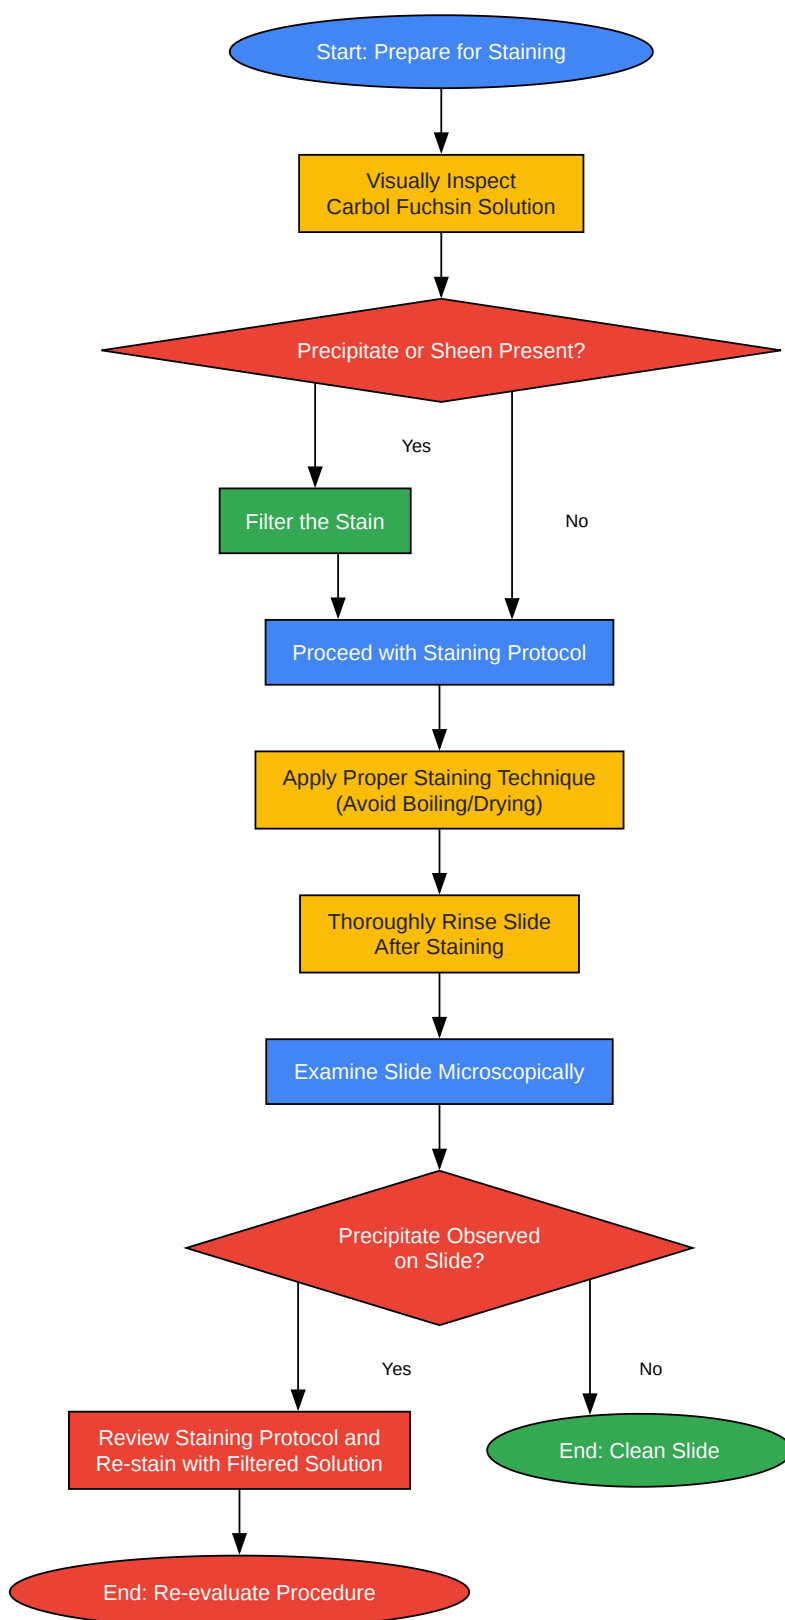 Start: Prepare for Staining
Visually Inspect
Carbol Fuchsin Solution
Precipitate or Sheen Present?
Yes
Filter the Stain
No
Proceed with Staining Protocol
Apply Proper Staining Technique
(Avoid Boiling/Drying)
Thoroughly Rinse Slide
After Staining
Examine Slide Microscopically
Precipitate Observed
on Slide?
Yes
No
Review Staining Protocol and
Re-stain with Filtered Solution
End: Clean Slide
End: Re-evaluate Procedure